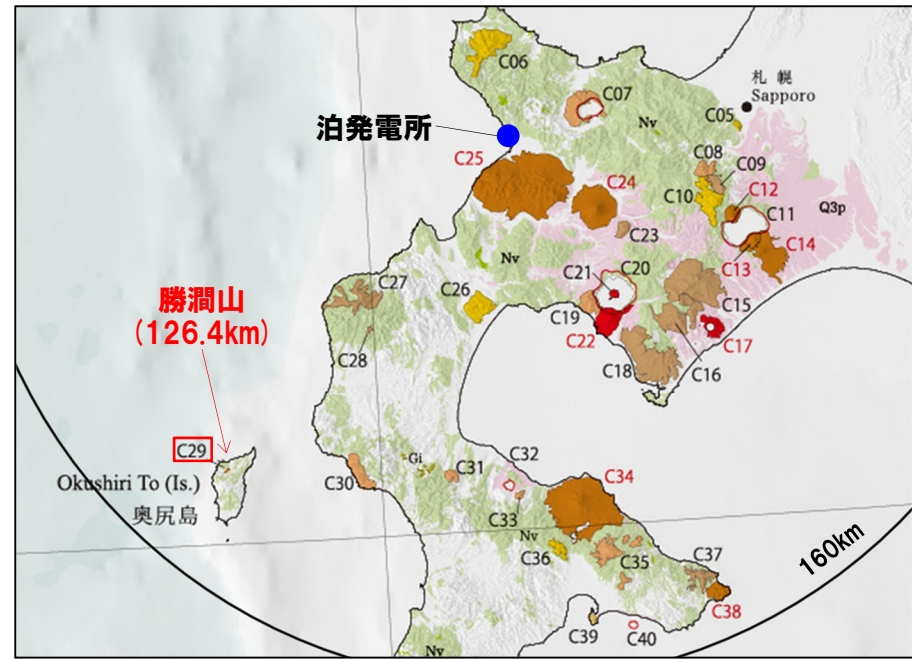 C06
札 幌
Sapporo
C07
C05
泊発電所
Nv
C25
C08
C09
C24
C10
C12
C11
Q3p
C23
C14
C13
Nv
C27
C26
C21
C20
C15
勝澗山
(126.4km)
C19
C22
C17
C28
C18
C16
C29
Gi
C32
C31
C34
Okushiri To (Is.)
C30
奥尻島
C33
Nv
C36
C35
C37
160km
C38
C39
C40
Nv